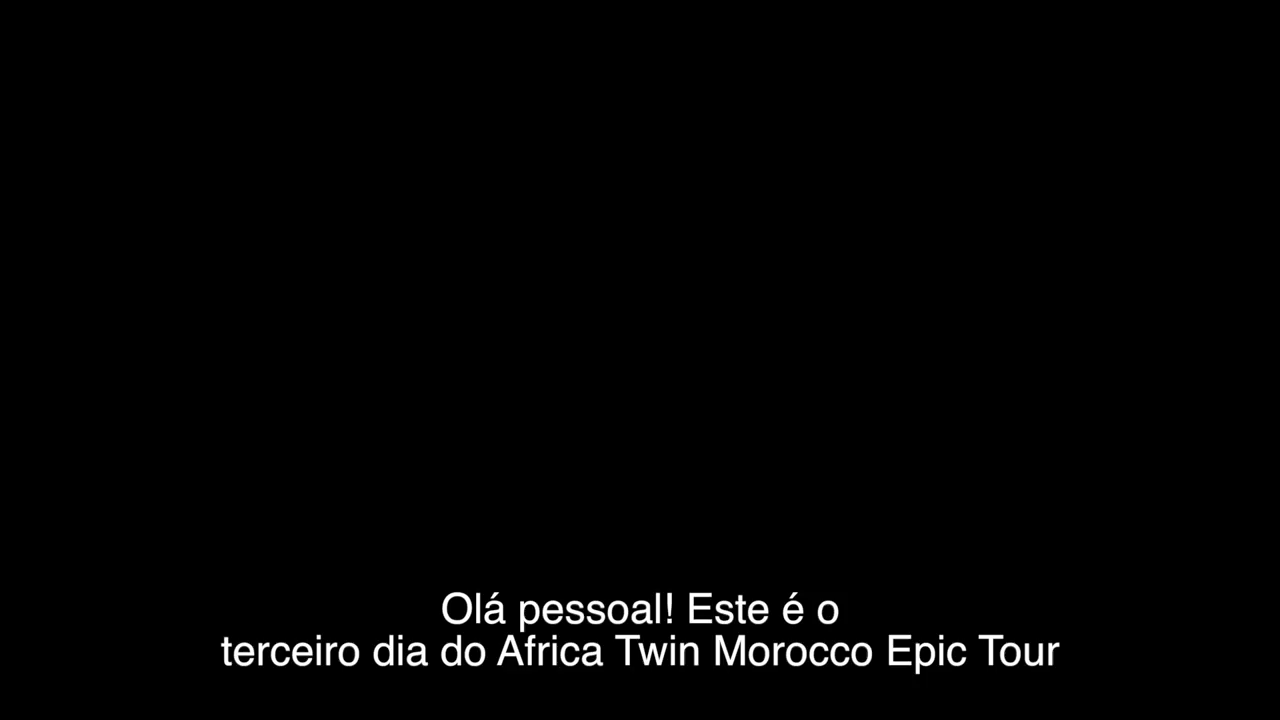 Olá pessoal! Este é o
terceiro dia do Africa Twin Morocco Epic Tour